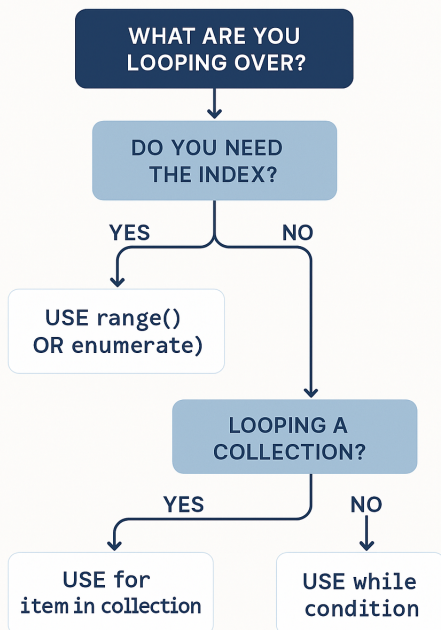 WHAT ARE YOU
LOOPING OVER?
DO YOU NEED
THE INDEX?
YES
NO
USE range()
OR enumerate)
LOOPING A
COLLECTION?
YES
NO
USE for
item in collection
USE while
condition